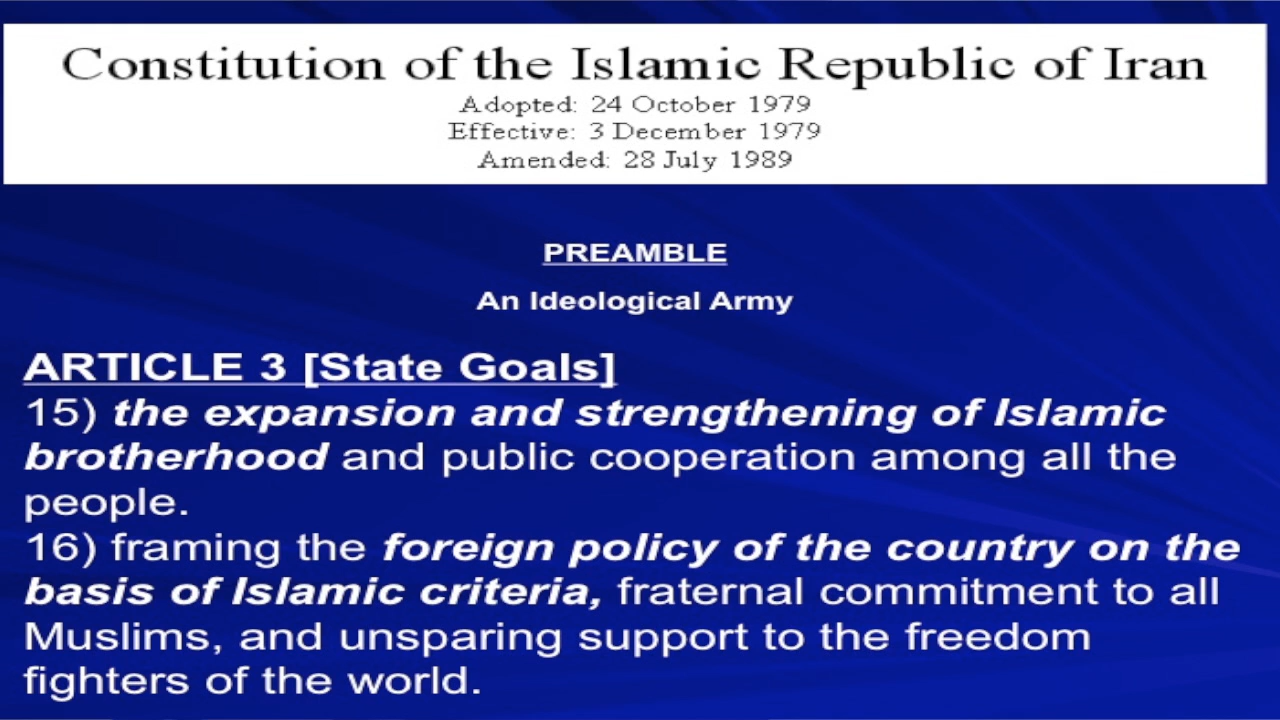 Constitution of the Islamic Republic of Iran
Adopted: 24 October 1979
Effective: 3 December 1979
Amended: 28 July 1989
PREAMBLE
An Ideological Army
ARTICLE 3 [State Goals]
15) the expansion and strengthening of Islamic
brotherhood and public cooperation among all the
people.
16) framing the foreign policy of the country on the
basis of Islamic criteria, fraternal commitment to all
Muslims, and unsparing support to the freedom
fighters of the world.